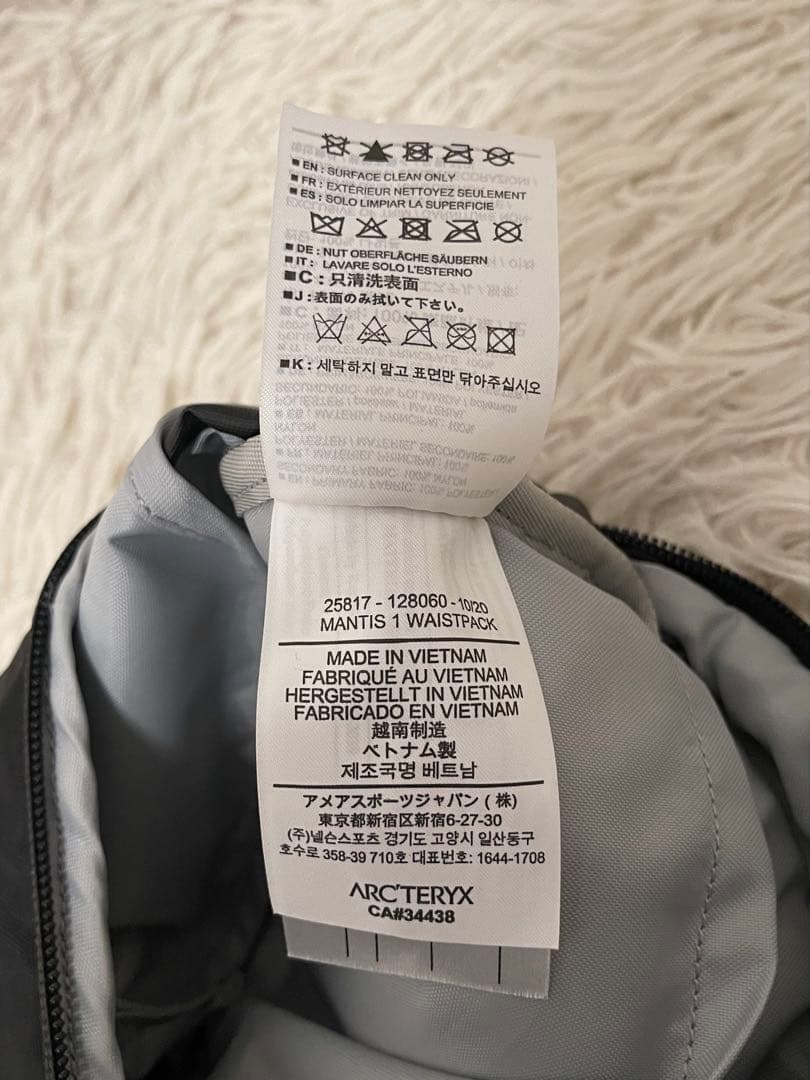 ■EN : SURFACE CLEAN ONLY
■FR : EXTÉRIEUR NETTOYEZ SEULEMENT
■ES : SOLO LIMPIAR LA SUPERFICIE
■DE : NUT OBERFLÄCHE SÄUBERN
■IT : LAVARE SOLO L'ESTERNO
■C : 只清洗表面
■J : 表面のみ拭いて下さい。
■K : 세탁하지 말고 표면만 닦아주십시오
25817 - 128060 - 10/20
MANTIS 1 WAISTPACK
MADE IN VIETNAM
FABRIQUÉ AU VIETNAM
HERGESTELLT IN VIETNAM
FABRICADO EN VIETNAM
越南制造
ベトナム製
제조국명 베트남
アメアスポーツジャパン ( 株)
東京都新宿区新宿6-27-30
(주)넬슨스포츠 경기도 고양시 일산동구
호수로 358-39 710호 대표번호: 1644-1708
ARC'TERYX
CA#34438